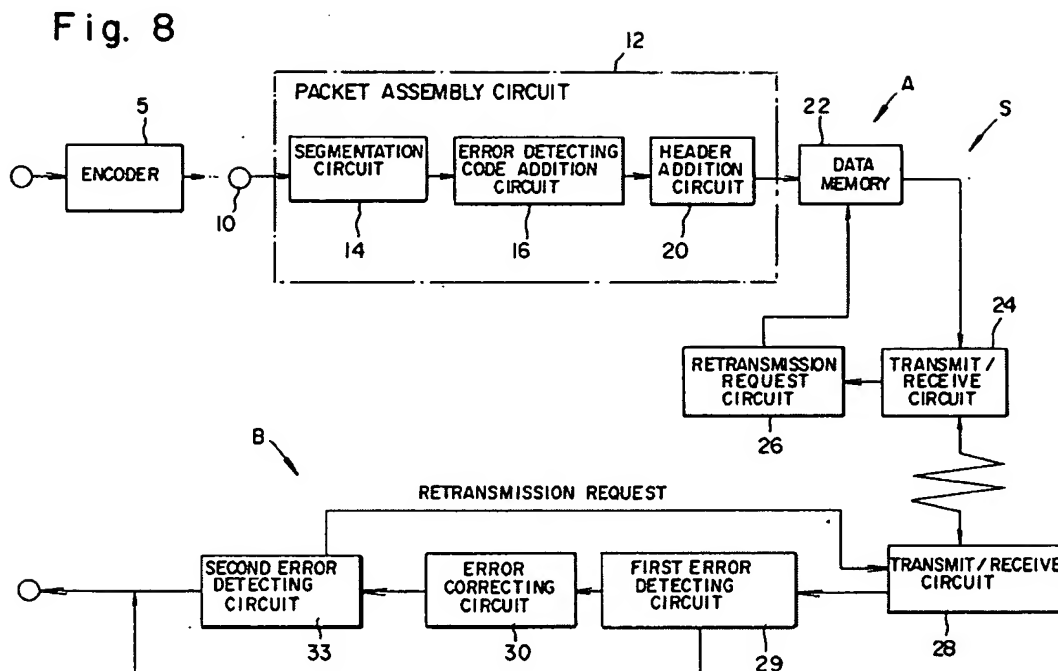 Fig. 8
12
A
PACKET ASSEMBLY CIRCUIT
S
5
22
ENCODER
SEGMENTATION
CIRCUIT
ERROR DETECTING
CODE ADDITION
CIRCUIT
HEADER
ADDITION
CIRCUIT
DATA
MEMORY
10
14
16
20
24
RETRANSMISSION
REQUEST
CIRCUIT
TRANSMIT/
RECEIVE
CIRCUIT
26
B
RETRANSMISSION REQUEST
SECOND ERROR
DETECTING
CIRCUIT
ERROR
CORRECTING
CIRCUIT
FIRST ERROR
DETECTING
CIRCUIT
TRANSMIT/RECEIVE
CIRCUIT
33
30
29
28